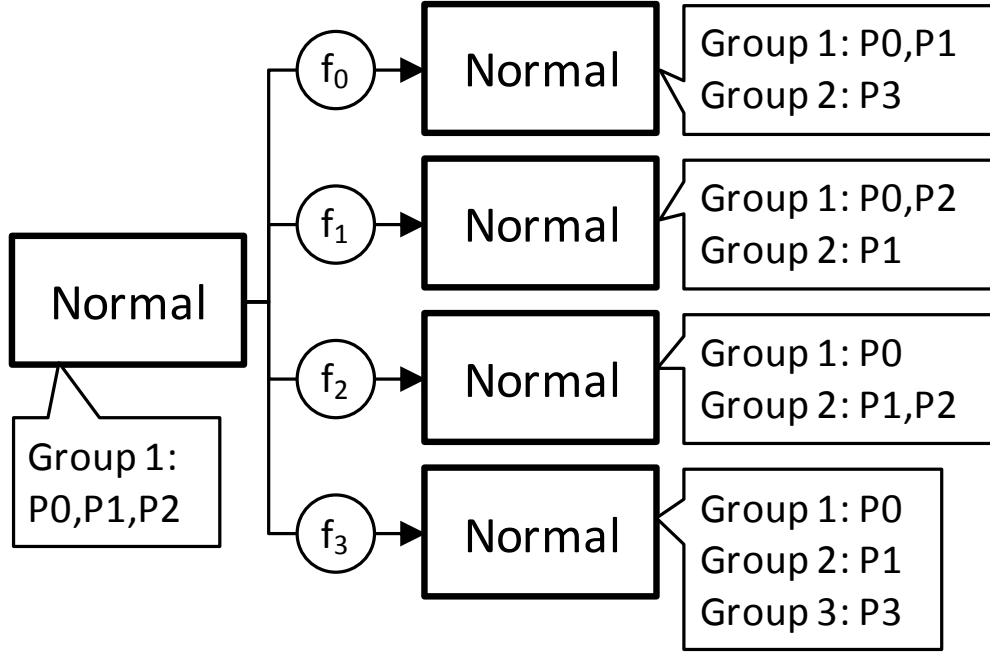 f0
Normal
Group 1: P0,P1
Group 2: P3
f1
Normal
Group 1: P0,P2
Group 2: P1
Normal
Group 1:
P0,P1,P2
f2
Normal
Group 1: P0
Group 2: P1,P2
f3
Normal
Group 1: P0
Group 2: P1
Group 3: P3